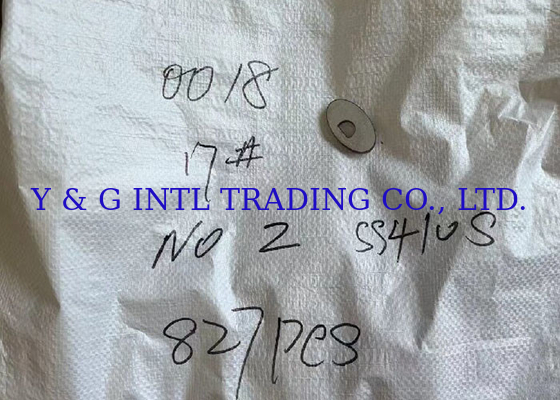 0018
17#
Y & G INTL TRADING CO., LTD.
NO 2 SS410S
827pcs